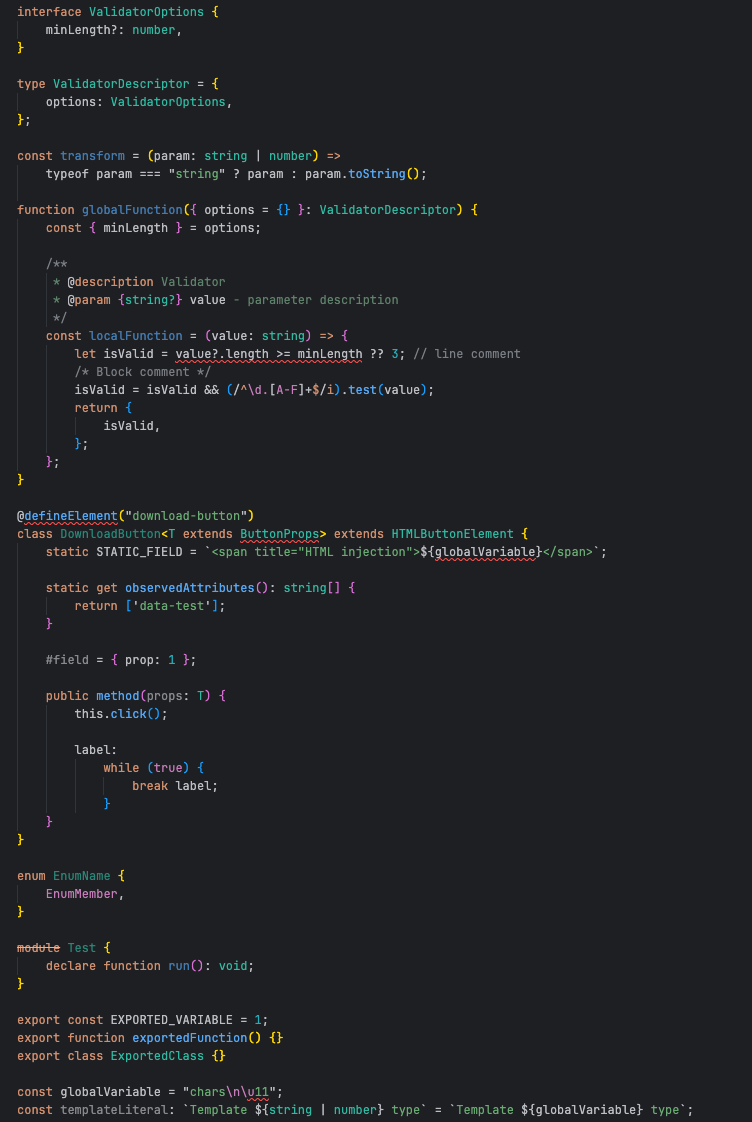 interface ValidatorOptions {
    minLength?: number,
}

type ValidatorDescriptor = {
    options: ValidatorOptions,
};

const transform = (param: string | number) =>
    typeof param === "string" ? param : param.toString();

function globalFunction({ options = {} }: ValidatorDescriptor) {
    const { minLength } = options;

    /**
     * @description Validator
     * @param {string?} value - parameter description
     */
    const localFunction = (value: string) => {
        let isValid = value?.length >= minLength ?? 3; // line comment
        /* Block comment */
        isValid = isValid && (/^\d.[A-F]+$/i).test(value);
        return {
            isValid,
        };
    };
}

@defineElement("download-button")
class DownloadButton<T extends ButtonProps> extends HTMLButtonElement {
    static STATIC_FIELD = `<span title="HTML injection">${globalVariable}</span>`;

    static get observedAttributes(): string[] {
        return ['data-test'];
    }

    #field = { prop: 1 };

    public method(props: T) {
        this.click();

        label:
            while (true) {
                break label;
            }
    }
}

enum EnumName {
    EnumMember,
}

module Test {
    declare function run(): void;
}

export const EXPORTED_VARIABLE = 1;
export function exportedFunction() {}
export class ExportedClass {}

const globalVariable = "chars\n\u11";
const templateLiteral: `Template ${string | number} type` = `Template ${globalVariable} type`;